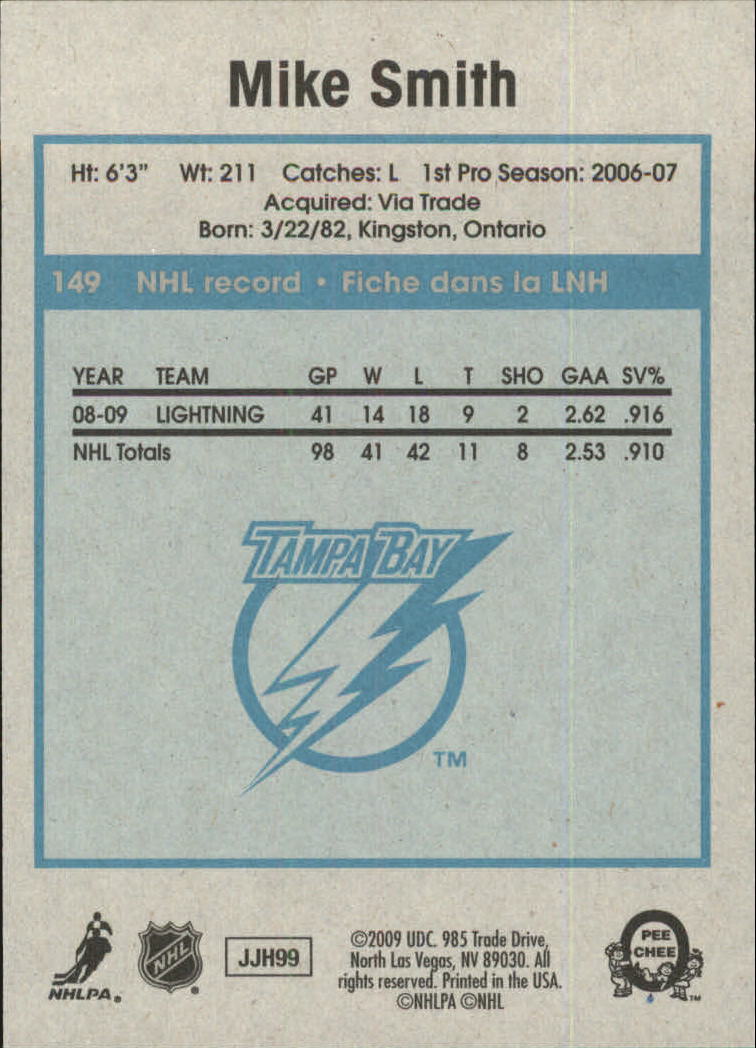 Mike Smith
Ht: 6'3" Wt: 211 Catches: L 1st Pro Season: 2006-07
Acquired: Via Trade
Born: 3/22/82, Kingston, Ontario
149 NHL record • Fiche dans la LNH
YEAR TEAM GP W L T SHO GAA SV%
08-09 LIGHTNING 41 14 18 9 2 2.62 .916
NHL Totals 98 41 42 11 8 2.53 .910
TAMPA BAY
TM
NHLPA®
NHL®
JJH99
©2009 UDC. 985 Trade Drive,
North Las Vegas, NV 89030. All
rights reserved. Printed in the USA.
©NHLPA ©NHL
O
PEE
CHEE
TM